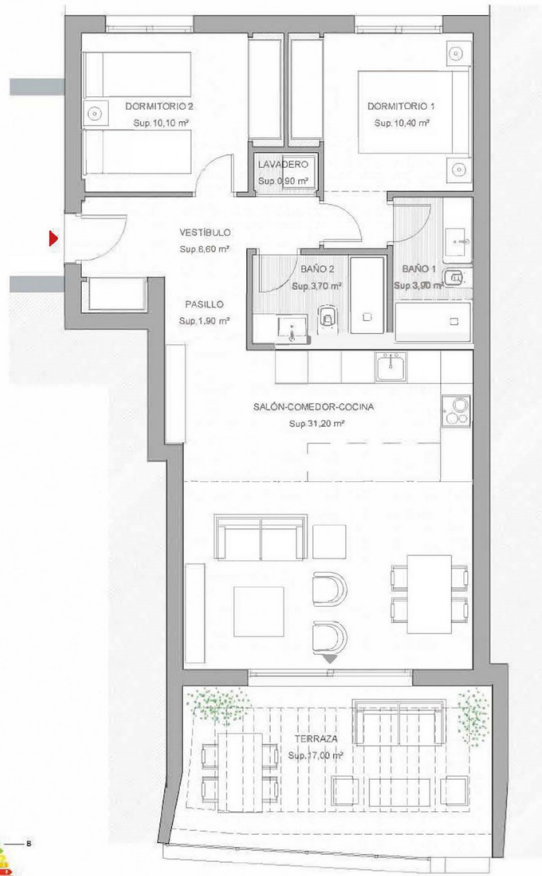 DORMITORIO 2
Sup.10,10 m²
DORMITORIO 1
Sup.10,40 m²
LAVADERO
Sup.0,90 m²
VESTÍBULO
Sup.6,60 m²
BAÑO 2
Sup.3,70 m²
BAÑO 1
Sup.3,90 m²
PASILLO
Sup.1,90 m²
SALÓN-COMEDOR-COCINA
Sup.31,20 m²
TERRAZA
Sup.17,00 m²
B